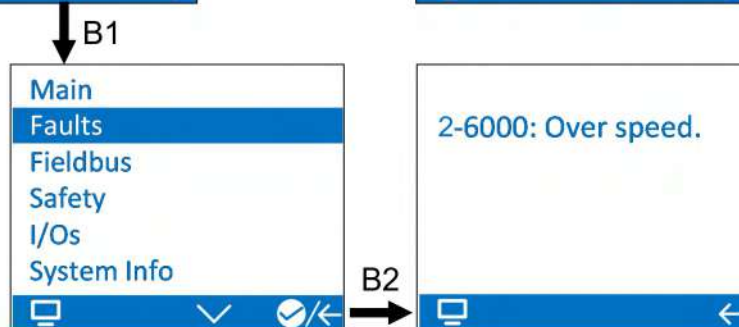 B1
Main
Faults
Fieldbus
Safety
I/Os
System Info
B2
2-6000: Over speed.